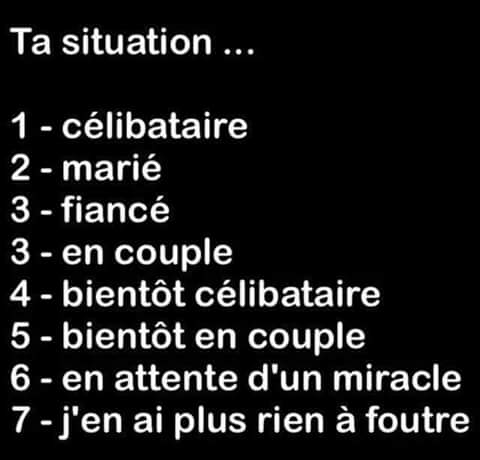 Ta situation ...
1 - célibataire
2 - marié
3 - fiancé
3 - en couple
4 - bientôt célibataire
5 - bientôt en couple
6 - en attente d'un miracle
7 - j'en ai plus rien à foutre